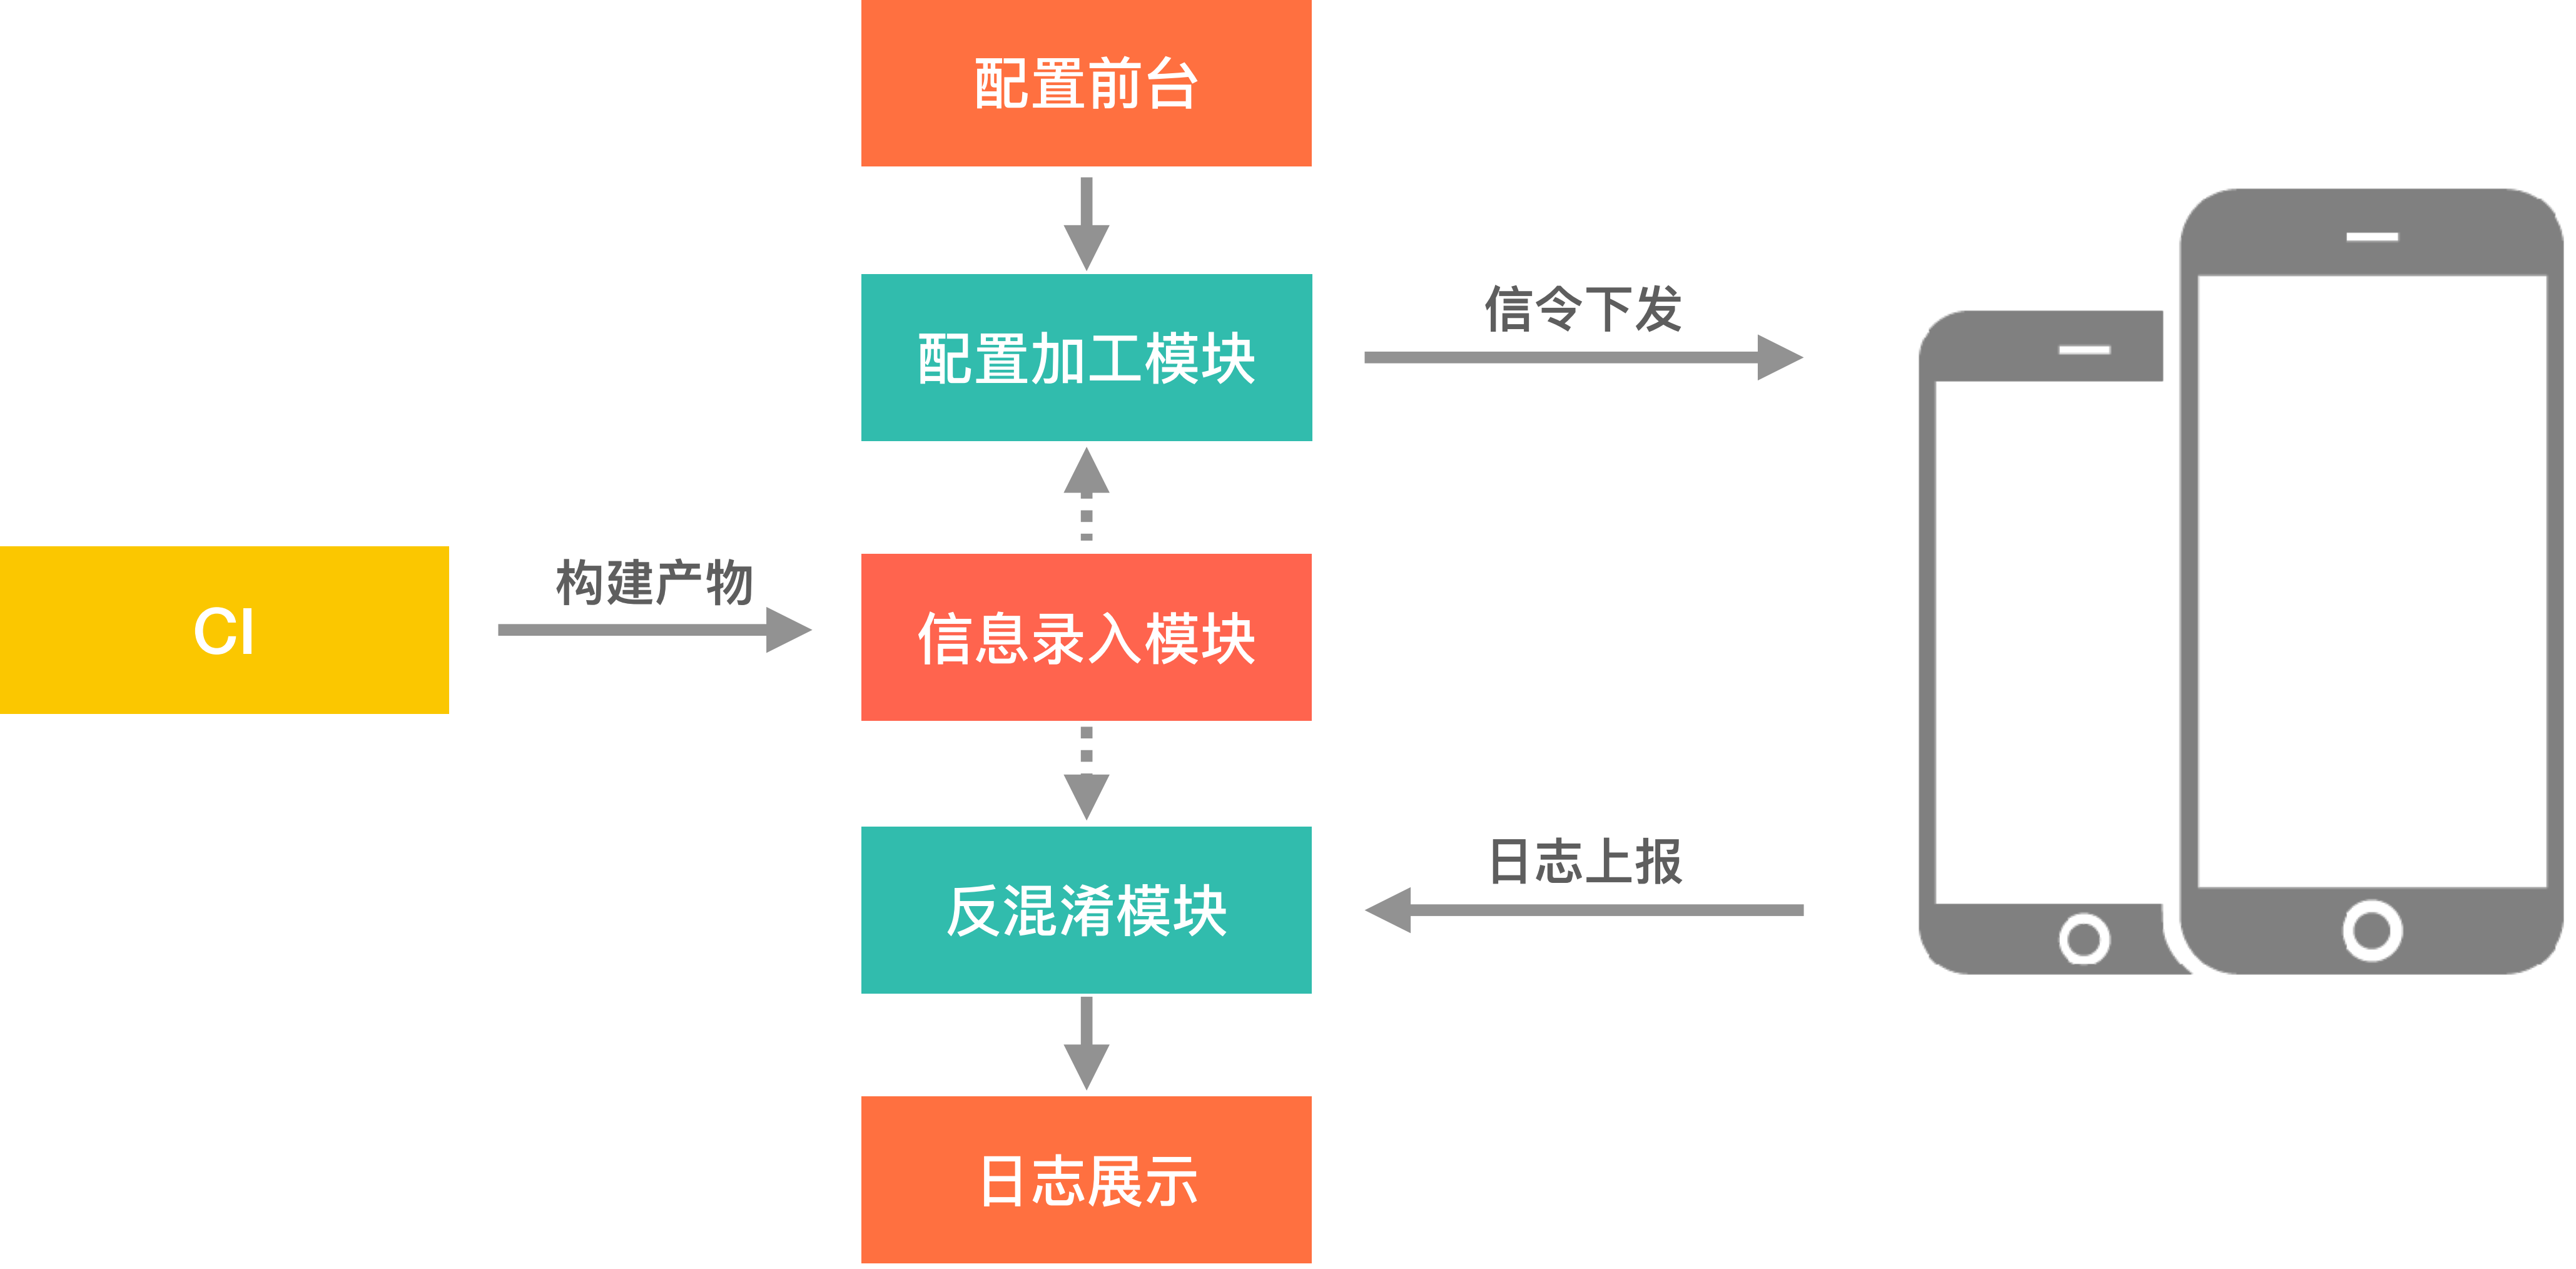 配置前台
配置加工模块
信令下发
构建产物
CI
信息录入模块
反混淆模块
日志上报
日志展示